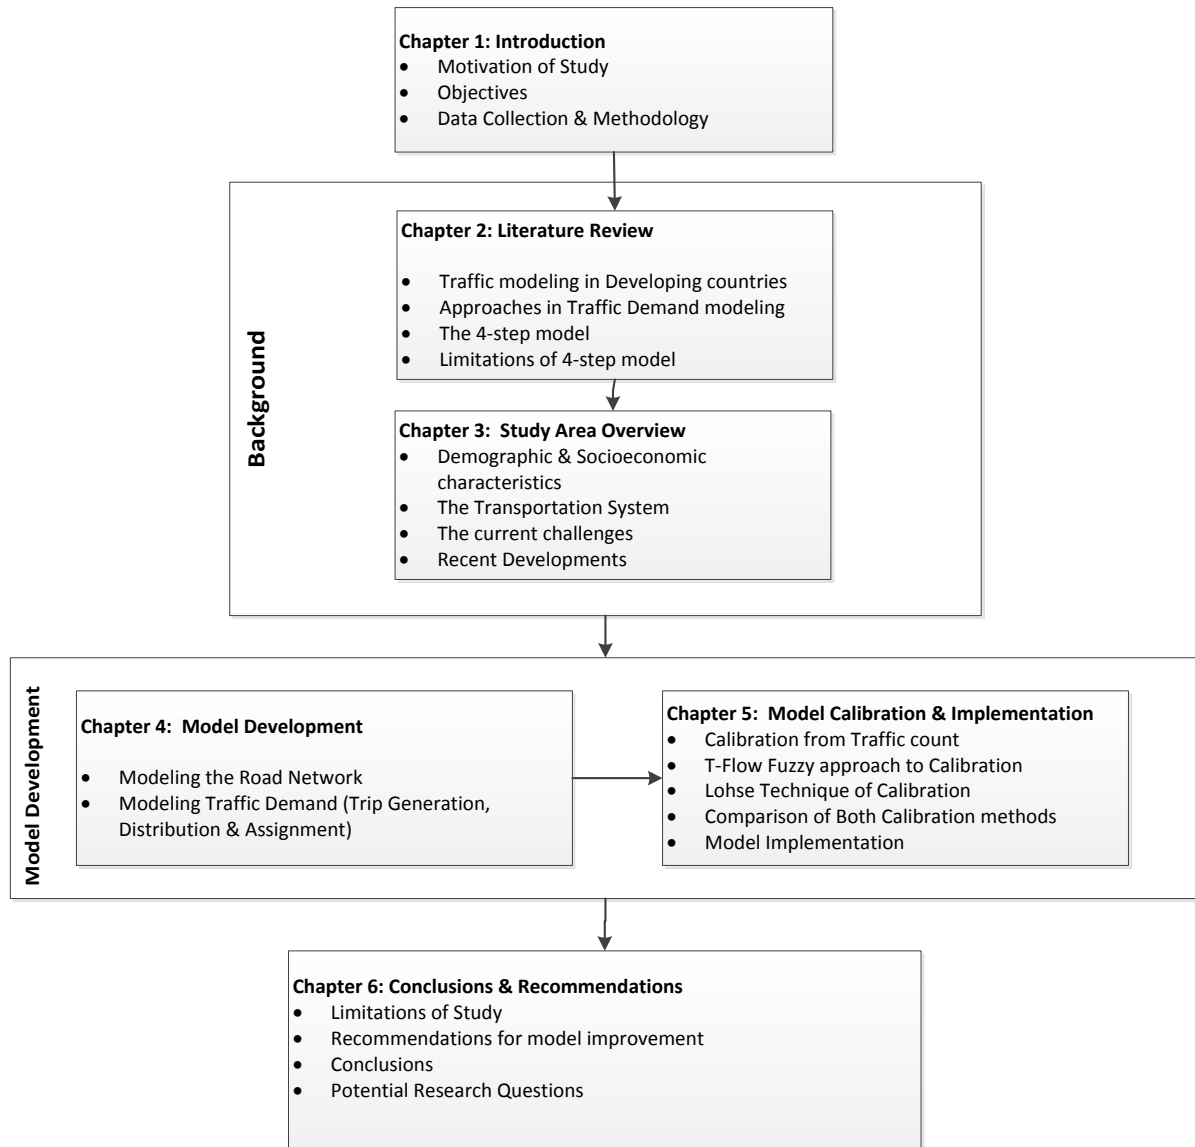 Chapter 1: Introduction
• Motivation of Study
• Objectives
• Data Collection & Methodology
Background
Chapter 2: Literature Review
• Traffic modeling in Developing countries
• Approaches in Traffic Demand modeling
• The 4-step model
• Limitations of 4-step model
Chapter 3:  Study Area Overview
• Demographic & Socioeconomic
characteristics
• The Transportation System
• The current challenges
• Recent Developments
Model Development
Chapter 4:  Model Development
• Modeling the Road Network
• Modeling Traffic Demand (Trip Generation,
Distribution & Assignment)
Chapter 5:  Model Calibration & Implementation
• Calibration from Traffic count
• T-Flow Fuzzy approach to Calibration
• Lohse Technique of Calibration
• Comparison of Both Calibration methods
• Model Implementation
Chapter 6: Conclusions & Recommendations
• Limitations of Study
• Recommendations for model improvement
• Conclusions
• Potential Research Questions